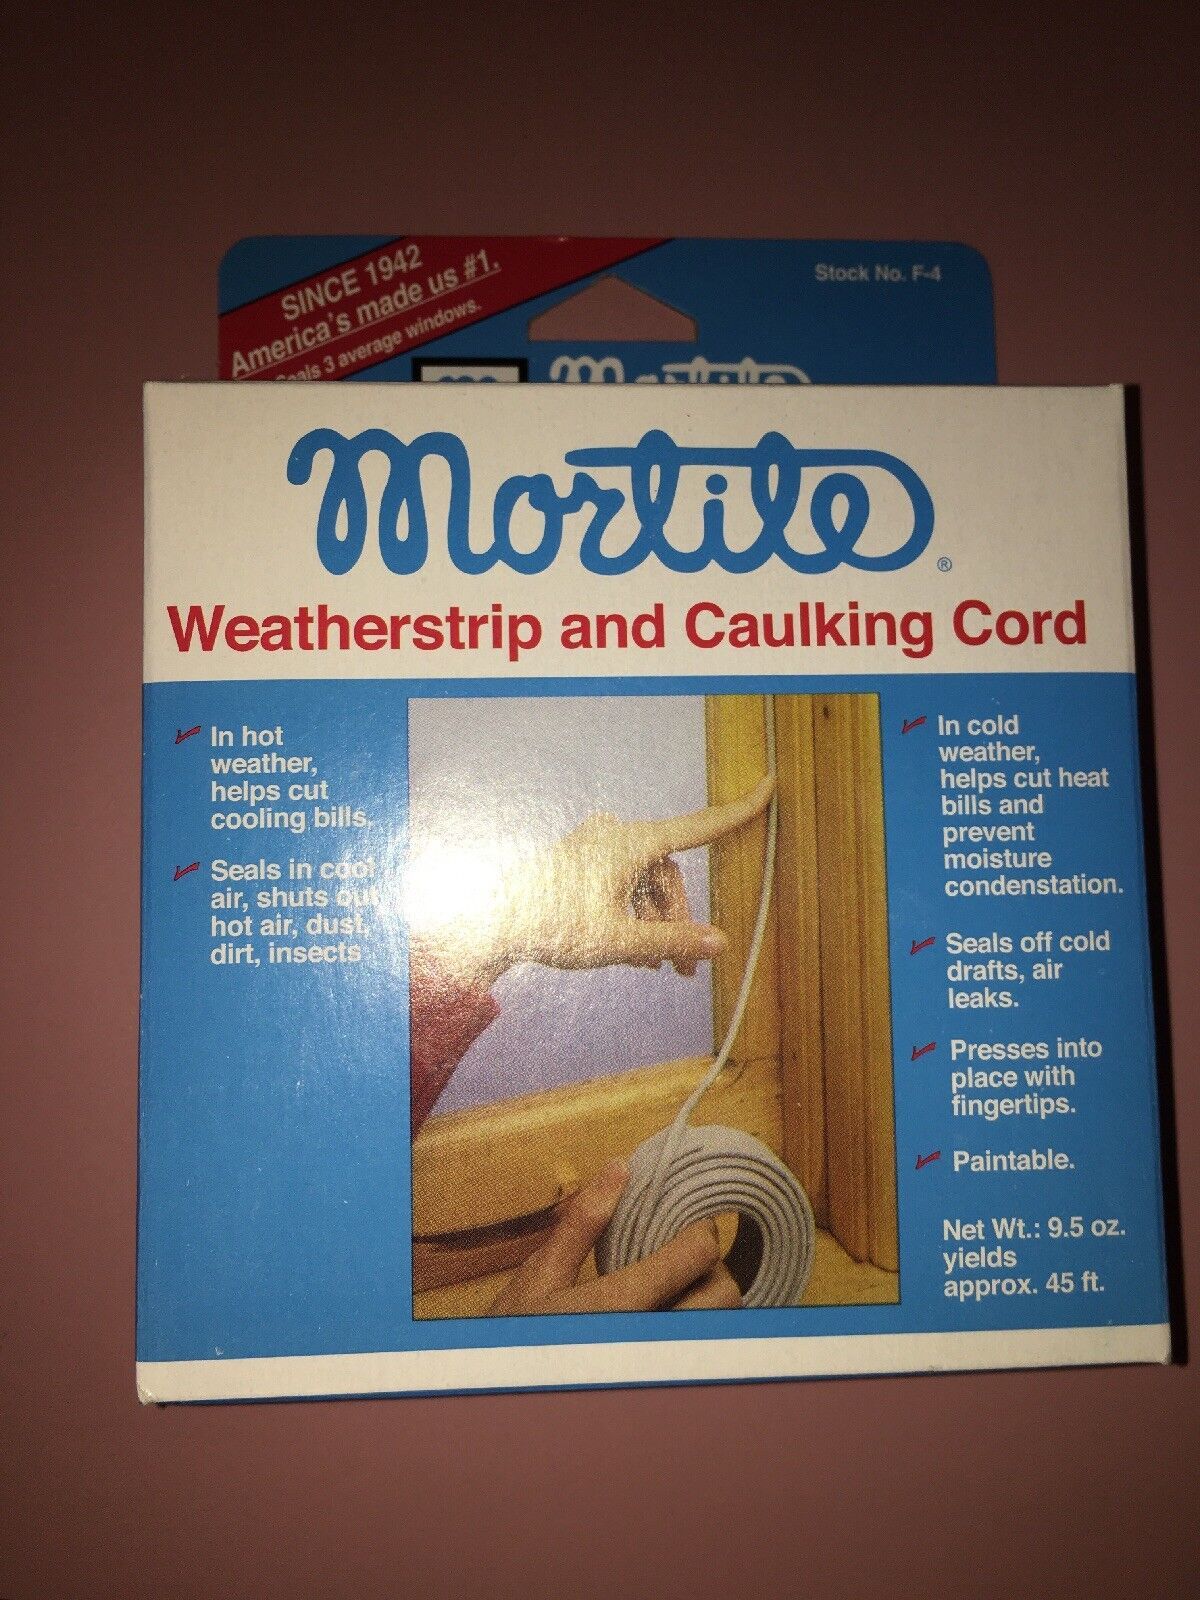 SINCE 1942
America's made us #1.
3 average windows.
Stock No. F-4
Mortite
Mortite®
Weatherstrip and Caulking Cord
In hot
weather,
helps cut
cooling bills.
Seals in cool
air, shuts out
hot air, dust,
dirt, insects
In cold
weather,
helps cut heat
bills and
prevent
moisture
condenstation.
Seals off cold
drafts, air
leaks.
Presses into
place with
fingertips.
Paintable.
Net Wt.: 9.5 oz.
yields
approx. 45 ft.